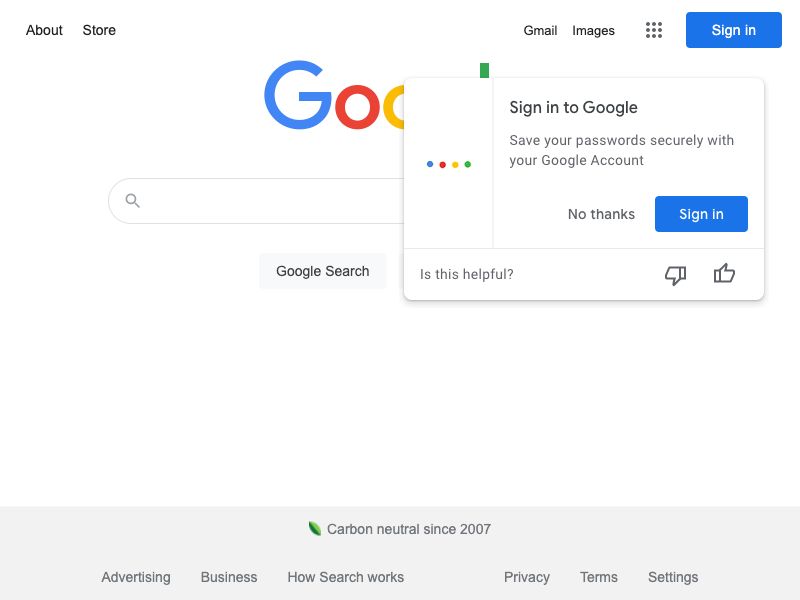 About Store Gmail Images Sign in
Goo
Sign in to Google
Save your passwords securely with
your Google Account
No thanks Sign in
Google Search
Is this helpful?
Carbon neutral since 2007
Advertising Business How Search works Privacy Terms Settings